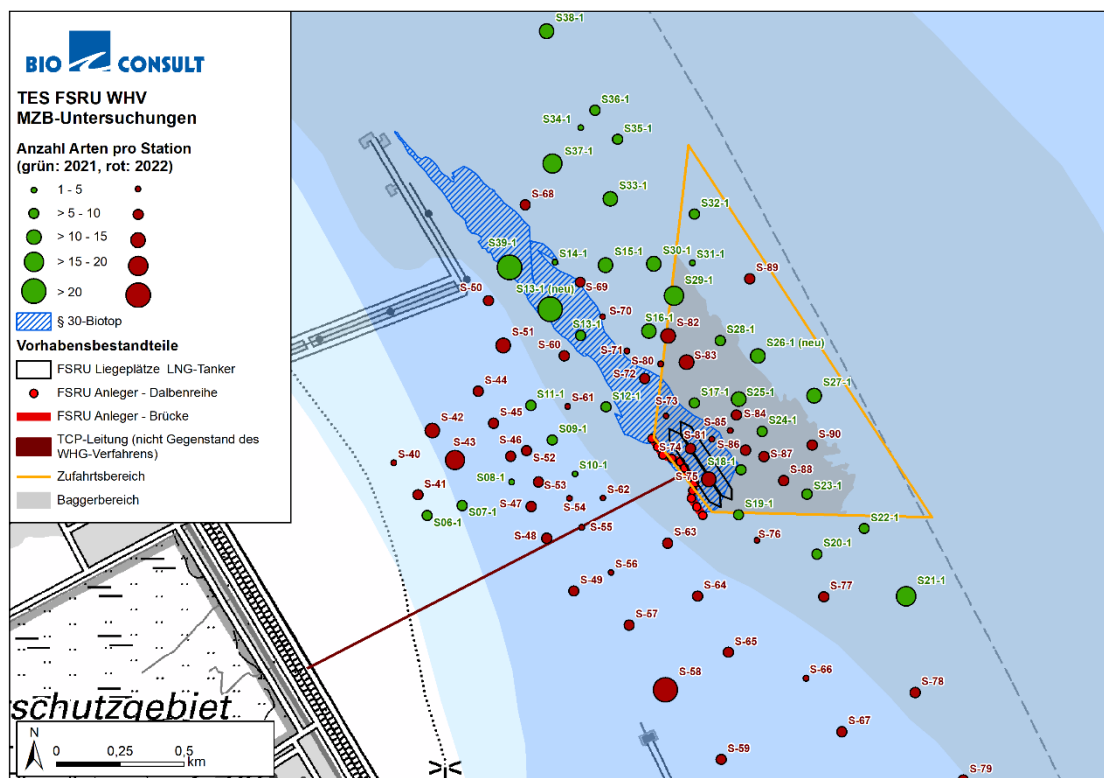 BIO CONSULT
TES FSRU WHV
MZB-Untersuchungen
Anzahl Arten pro Station
(grün: 2021, rot: 2022)
1 - 5
> 5 - 10
> 10 - 15
> 15 - 20
> 20
§ 30-Biotop
Vorhabensbestandteile
FSRU Liegeplätze LNG-Tanker
FSRU Anleger - Dalbenreihe
FSRU Anleger - Brücke
TCP-Leitung (nicht Gegenstand des
WHG-Verfahrens)
Zufahrtsbereich
Baggerbereich
S38-1
S36-1
S34-1
S35-1
S37-1
S33-1
S-68
S32-1
S39-1
S14-1
S15-1
S30-1
S31-1
S-89
S-69
S29-1
S-50
S13-1 (neu)
S-70
S16-1
S-82
S13-1
S28-1
S-51
S26-1 (neu)
S-60
S-71
S-80
S-83
S-72
S-44
S27-1
S11-1
S-61
S12-1
S17-1
S25-1
S-73
S-84
S-42
S-45
S-85
S24-1
S09-1
S-81
S-43
S-46
S-52
S-74
S-86
S-87
S-90
S-40
S10-1
S18-1
S-88
S08-1
S-53
S-75
S-41
S-54
S-62
S23-1
S07-1
S-47
S06-1
S19-1
S-55
S22-1
S-48
S-63
S-76
S20-1
S-56
S-49
S-64
S-77
S21-1
S-57
S-65
S-58
S-66
S-78
S-67
S-59
S-79
schutzgebiet
N
0 0,25 0,5
km